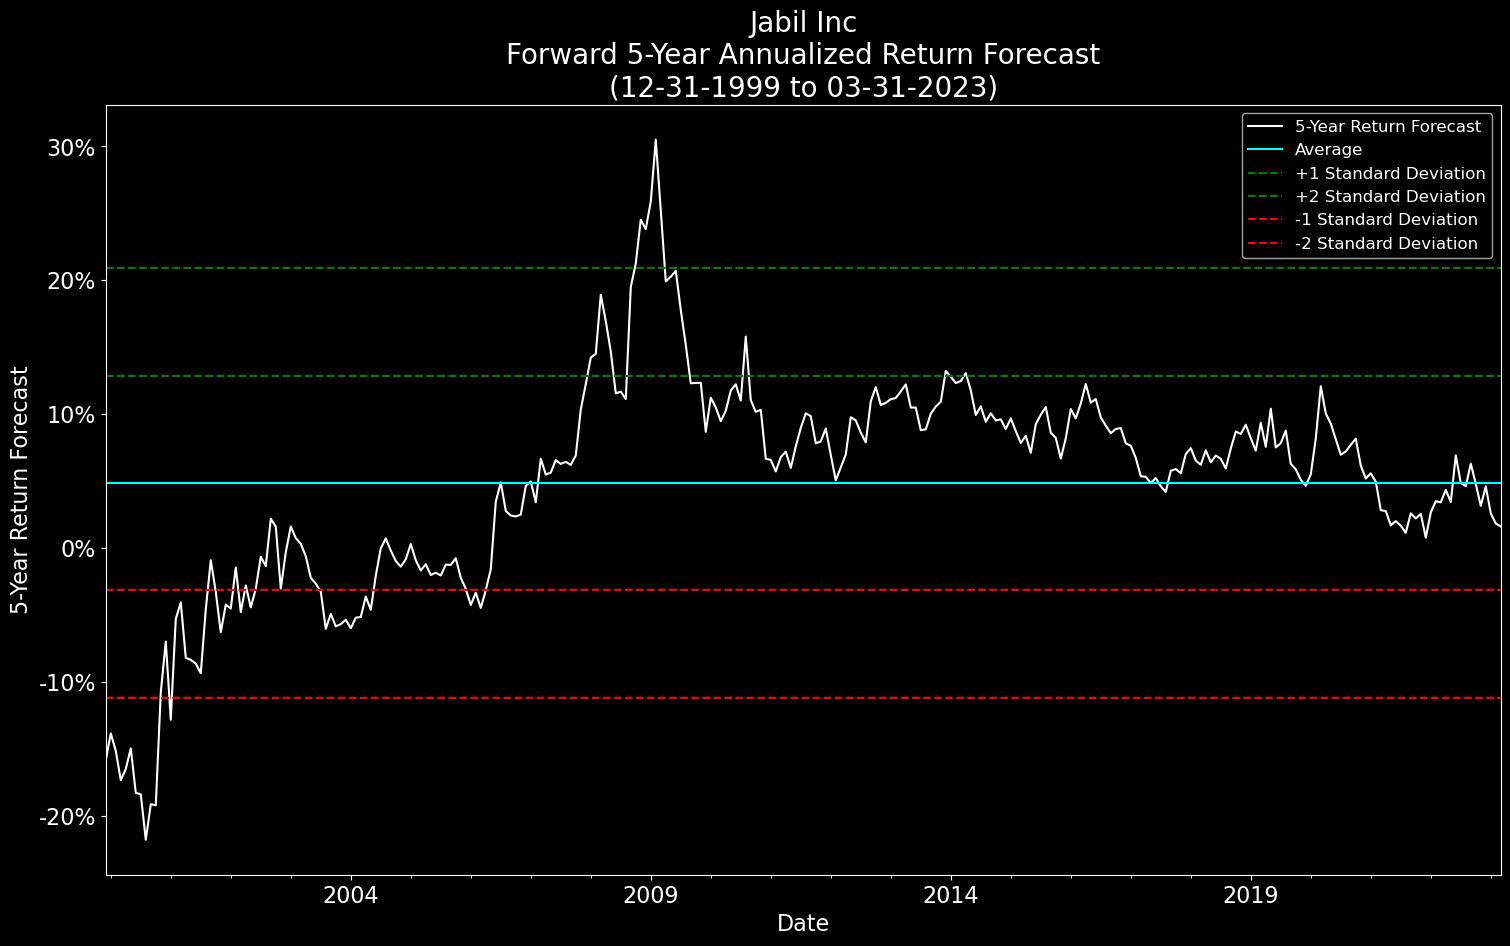 Jabil Inc
Forward 5-Year Annualized Return Forecast
(12-31-1999 to 03-31-2023)
5-Year Return Forecast
Average
+1 Standard Deviation
+2 Standard Deviation
-1 Standard Deviation
-2 Standard Deviation
5-Year Return Forecast
30%
20%
10%
0%
-10%
-20%
2004
2009
2014
2019
Date